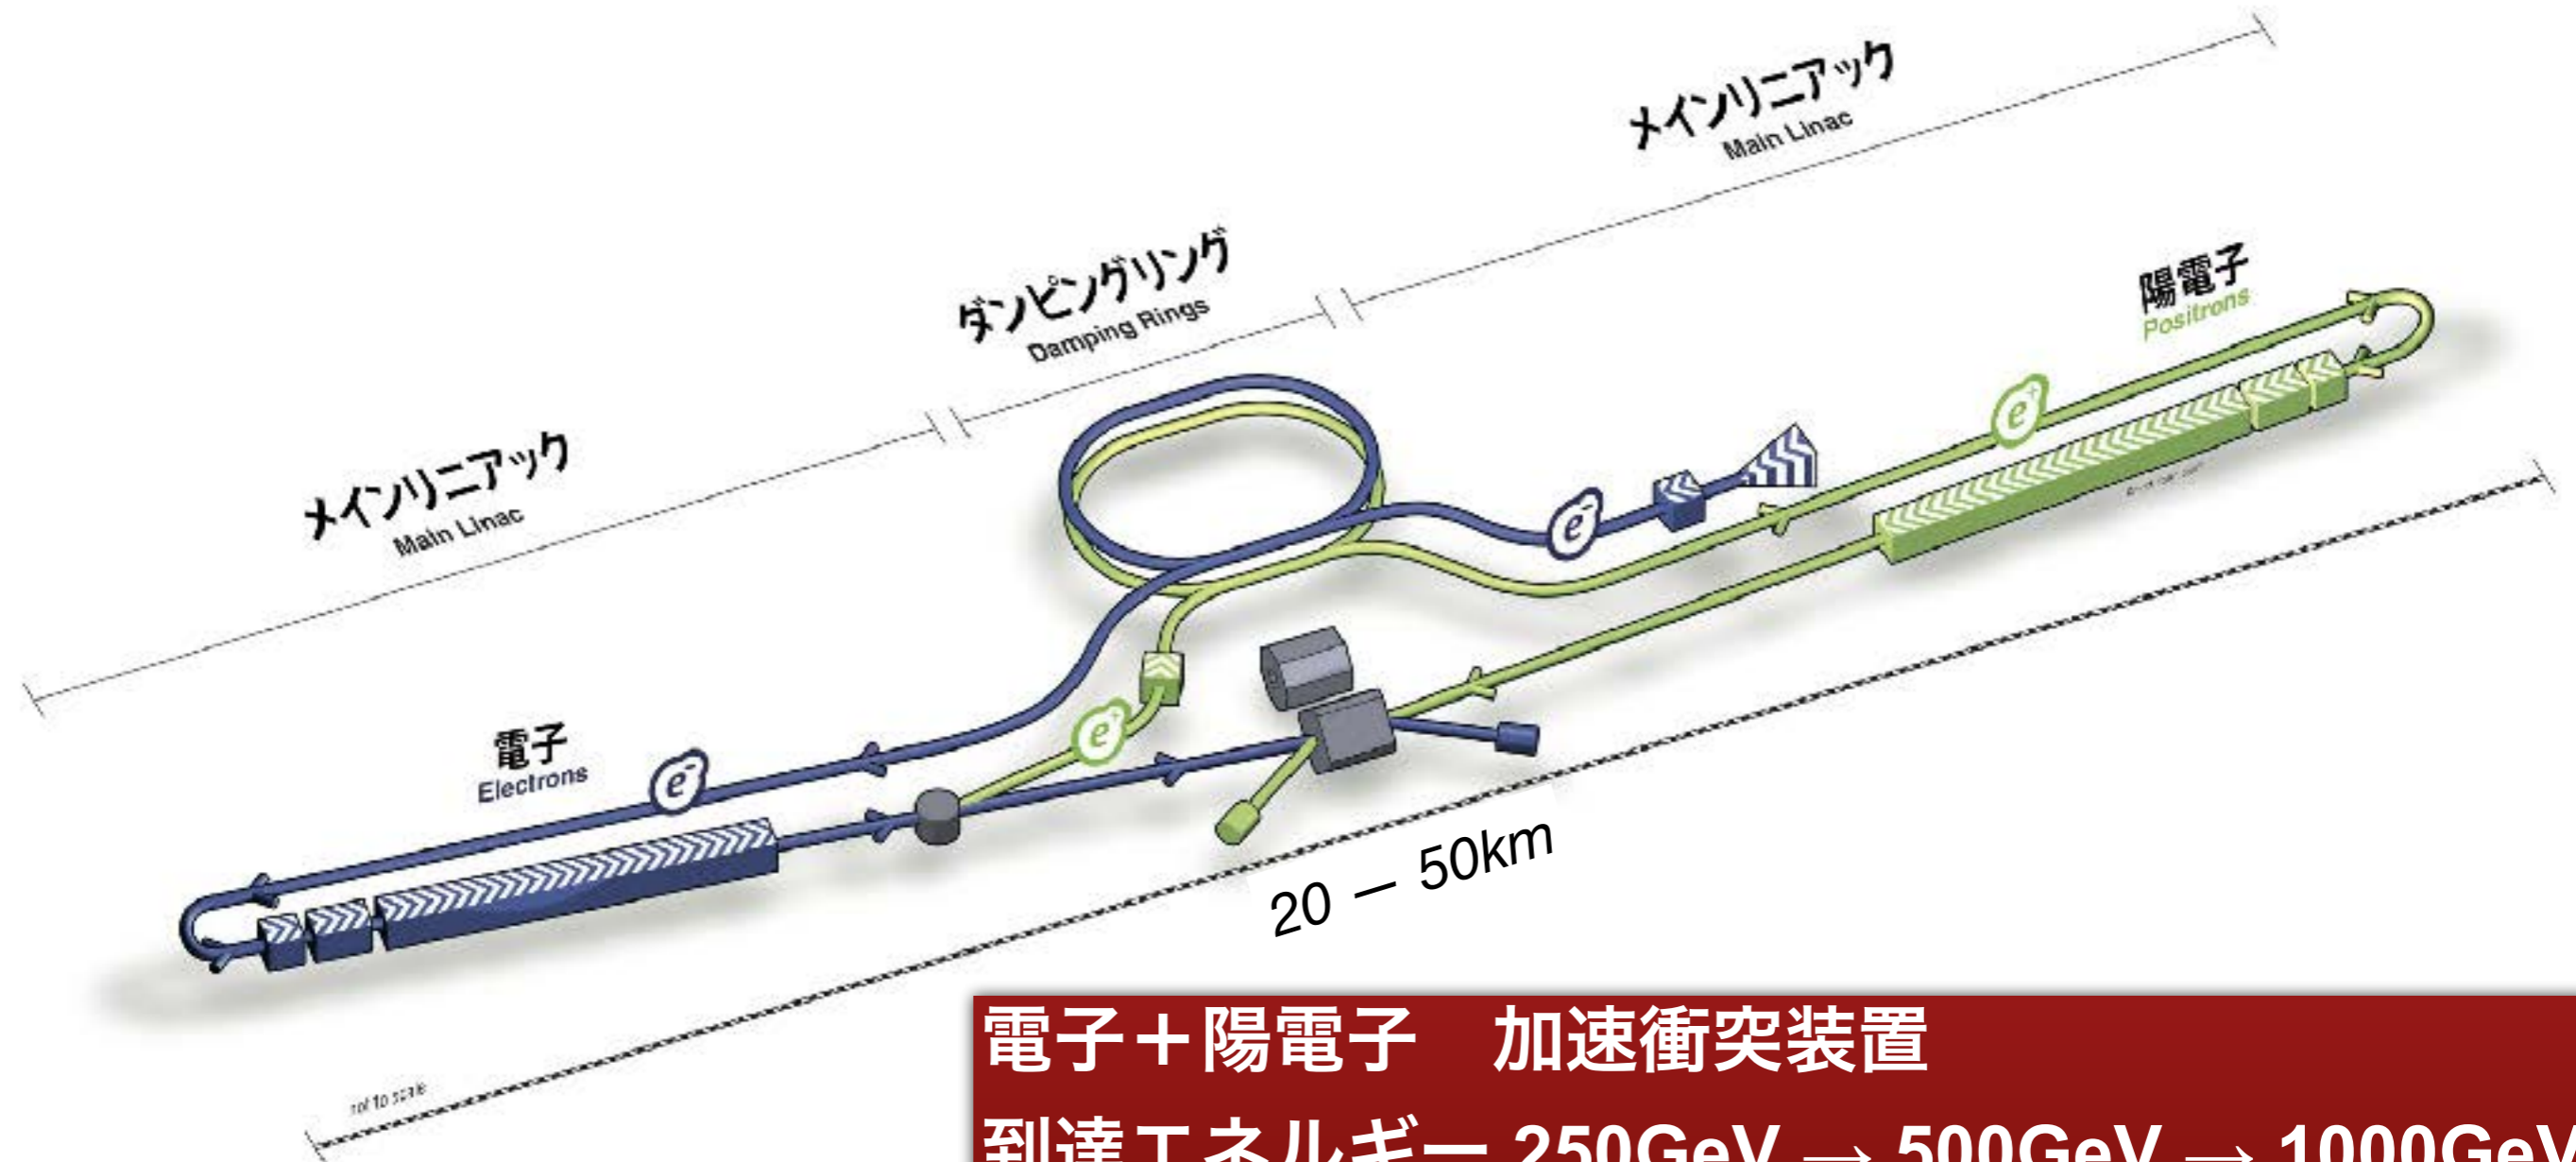 メインリニアック
Main Linac
ダンピングリング
Damping Rings
メインリニアック
Main Linac
陽電子
Positrons
e⁺
e⁻
電子
Electrons
e⁻
e⁺
20 — 50km
not to scale
電子＋陽電子　加速衝突装置
到達エネルギー 250GeV → 500GeV → 1000GeV